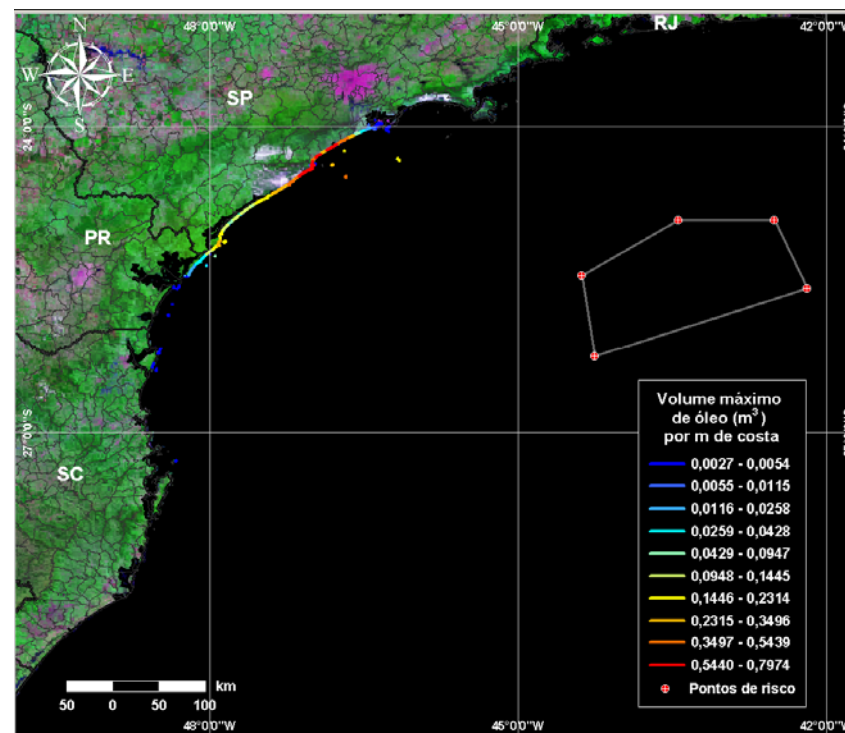 48°0'0"W
45°0'0"W
42°0'0"W
RJ
N
W
E
S
SP
24°0'0"S
PR
SC
27°0'0"S
Volume máximo
de óleo (m³)
por m de costa
0,0027 - 0,0054
0,0055 - 0,0115
0,0116 - 0,0258
0,0259 - 0,0428
0,0429 - 0,0947
0,0948 - 0,1445
0,1446 - 0,2314
0,2315 - 0,3496
0,3497 - 0,5439
0,5440 - 0,7974
Pontos de risco
km
50 0 50 100
48°0'0"W
45°0'0"W
42°0'0"W